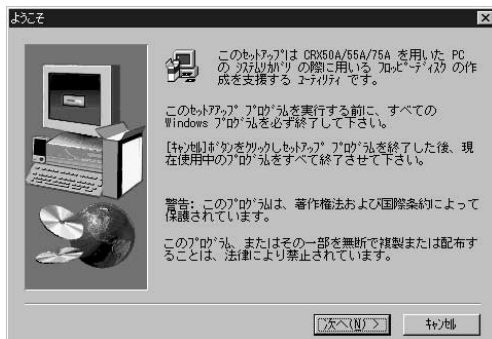 ようこそ
このｾｯﾄｱｯﾌﾟは CRX50A/55A/75A を用いた PC
の ｼｽﾃﾑﾘｶﾊﾞﾘ の際に用いる ﾌﾛｯﾋﾟｰﾃﾞｨｽｸ の作
成を支援する ﾕｰﾃｨﾘﾃｨ です。
このｾｯﾄｱｯﾌﾟ ﾌﾟﾛｸﾞﾗﾑを実行する前に、すべての
Windows ﾌﾟﾛｸﾞﾗﾑを必ず終了して下さい。
[ｷｬﾝｾﾙ]ﾎﾞﾀﾝをｸﾘｯｸしｾｯﾄｱｯﾌﾟ ﾌﾟﾛｸﾞﾗﾑを終了した後、現
在使用中のﾌﾟﾛｸﾞﾗﾑをすべて終了させて下さい。
警告: このﾌﾟﾛｸﾞﾗﾑは、著作権法および国際条約によって
保護されています。
このﾌﾟﾛｸﾞﾗﾑ、またはその一部を無断で複製または配布す
ることは、法律により禁止されています。
次へ(N) >
ｷｬﾝｾﾙ